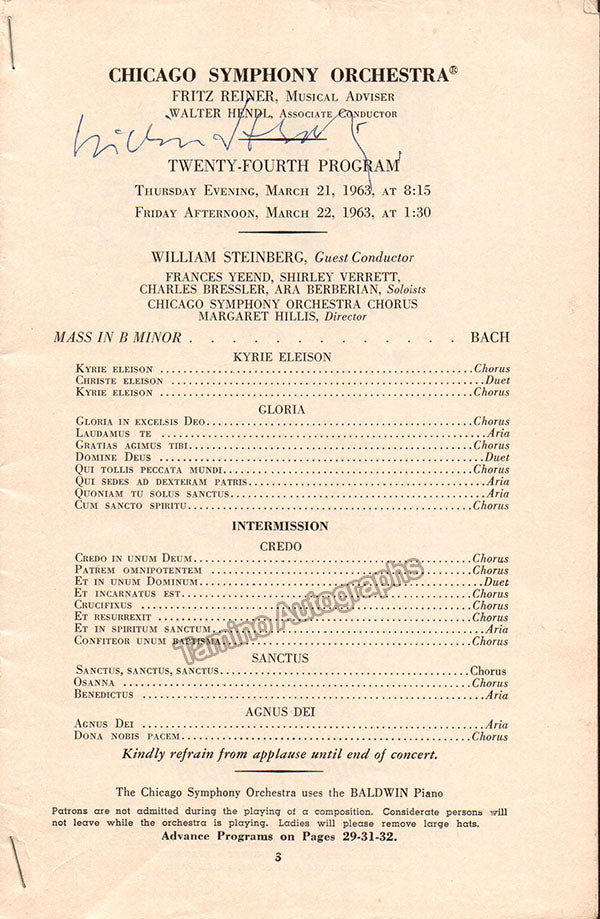 CHICAGO SYMPHONY ORCHESTRA®
FRITZ REINER, MUSICAL ADVISER
WALTER HENDL, ASSOCIATE CONDUCTOR
TWENTY-FOURTH PROGRAM
THURSDAY EVENING, MARCH 21, 1963, AT 8:15
FRIDAY AFTERNOON, MARCH 22, 1963, AT 1:30
WILLIAM STEINBERG, Guest Conductor
FRANCES YEEND, SHIRLEY VERRETT,
CHARLES BRESSLER, ARA BERBERIAN, Soloists
CHICAGO SYMPHONY ORCHESTRA CHORUS
MARGARET HILLIS, Director
MASS IN B MINOR . . . . . . . . . . . . . BACH
KYRIE ELEISON
KYRIE ELEISON ........ Chorus
CHRISTE ELEISON ........ Duet
KYRIE ELEISON ........ Chorus
GLORIA
GLORIA IN EXCELSIS DEO ........ Chorus
LAUDAMUS TE ........ Aria
GRATIAS AGIMUS TIBI ........ Chorus
DOMINE DEUS ........ Duet
QUI TOLLIS PECCATA MUNDI ........ Chorus
QUI SEDES AD DEXTERAM PATRIS ........ Aria
QUONIAM TU SOLUS SANCTUS ........ Aria
CUM SANCTO SPIRITU ........ Chorus
INTERMISSION
CREDO
CREDO IN UNUM DEUM ........ Chorus
PATREM OMNIPOTENTEM ........ Chorus
ET IN UNUM DOMINUM ........ Duet
ET INCARNATUS EST ........ Chorus
CRUCIFIXUS ........ Chorus
ET RESURREXIT ........ Chorus
ET IN SPIRITUM SANCTUM ........ Aria
CONFITEOR UNUM BAPTISMA ........ Chorus
Tamino Autographs
SANCTUS
SANCTUS, SANCTUS, SANCTUS ........ Chorus
OSANNA ........ Chorus
BENEDICTUS ........ Aria
AGNUS DEI
AGNUS DEI ........ Aria
DONA NOBIS PACEM ........ Chorus
Kindly refrain from applause until end of concert.
The Chicago Symphony Orchestra uses the BALDWIN Piano
Patrons are not admitted during the playing of a composition. Considerate persons will
not leave while the orchestra is playing. Ladies will please remove large hats.
Advance Programs on Pages 29-31-32.
3